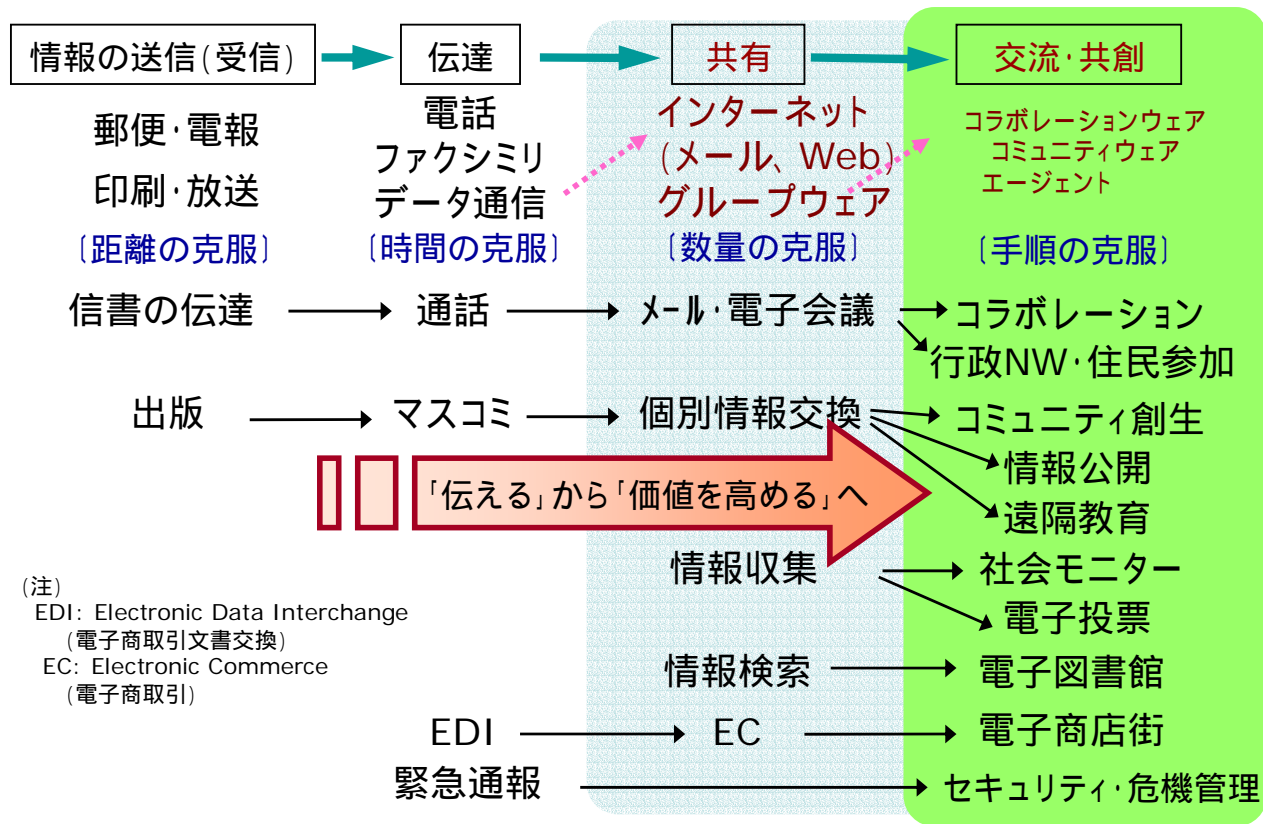 情報の送信(受信)
伝達
共有
交流・共創
郵便・電報
印刷・放送
〔距離の克服〕
電話
ファクシミリ
データ通信
〔時間の克服〕
インターネット
(メール、Web)
グループウェア
〔数量の克服〕
コラボレーションウェア
コミュニティウェア
エージェント
〔手順の克服〕
信書の伝達
通話
メール・電子会議
コラボレーション
行政NW・住民参加
出版
マスコミ
個別情報交換
コミュニティ創生
情報公開
遠隔教育
「伝える」から「価値を高める」へ
情報収集
社会モニター
電子投票
情報検索
電子図書館
EDI
EC
電子商店街
緊急通報
セキュリティ・危機管理
(注)
EDI: Electronic Data Interchange
(電子商取引文書交換)
EC: Electronic Commerce
(電子商取引)